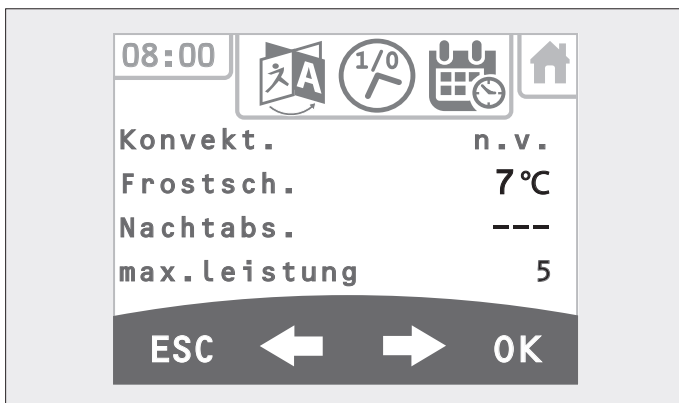 08:00
A 1/0
Konvekt. n.v.
Frostsch. 7°C
Nachtabs. ---
max.leistung 5
ESC OK